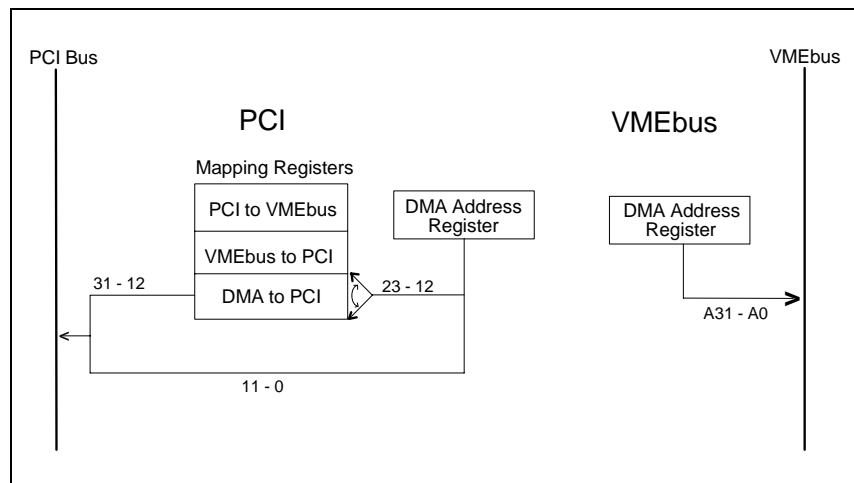 PCI Bus
VMEbus
PCI
VMEbus
Mapping Registers
PCI to VMEbus
VMEbus to PCI
DMA to PCI
DMA Address
Register
DMA Address
Register
31 - 12
23 - 12
A31 - A0
11 - 0